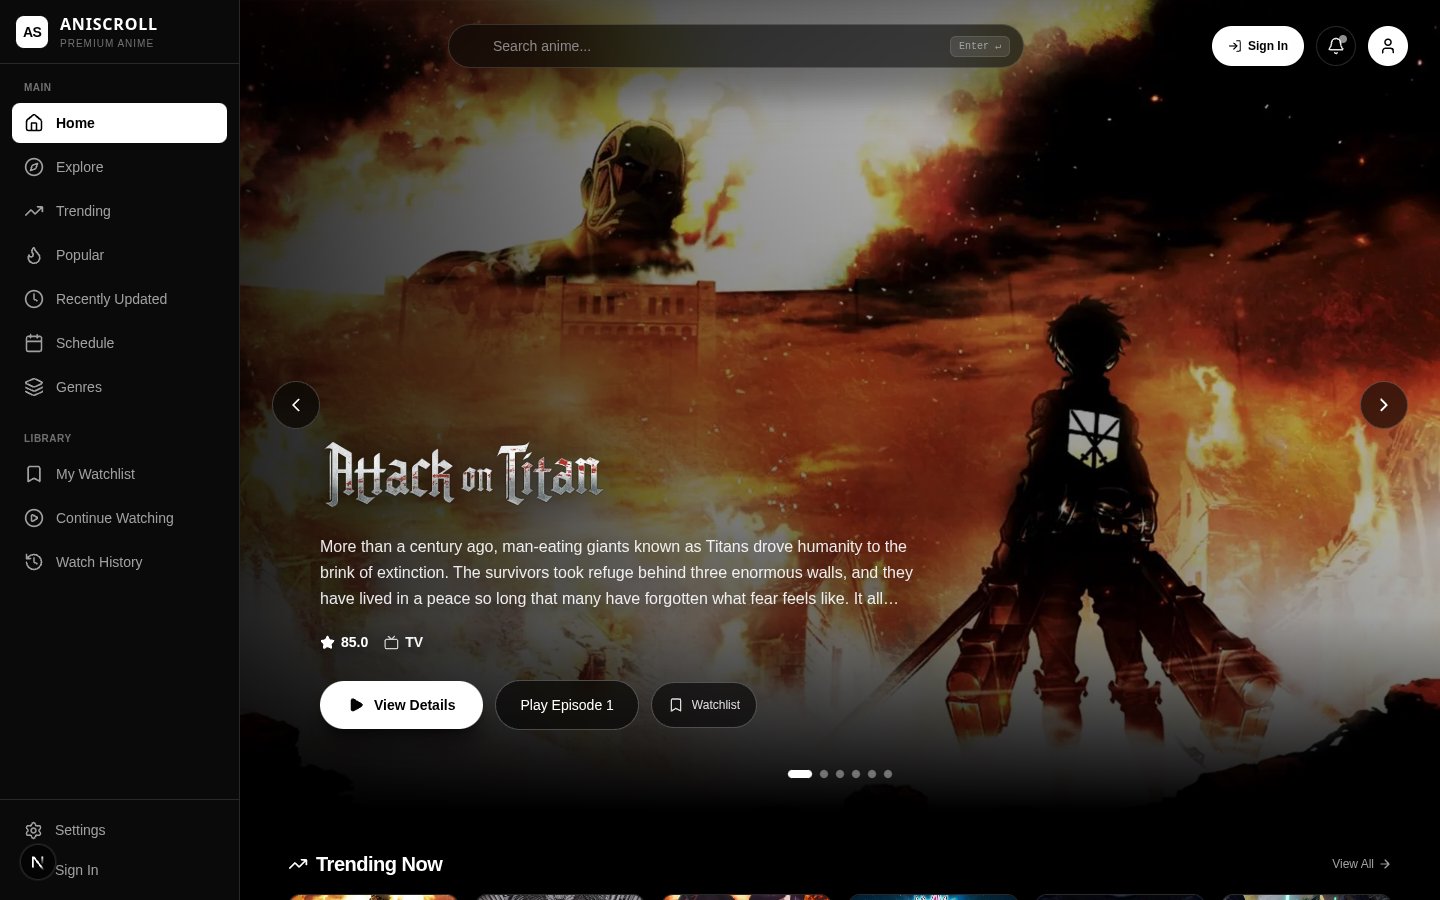 AS
ANISCROLL
PREMIUM ANIME
MAIN
Home
Explore
Trending
Popular
Recently Updated
Schedule
Genres
LIBRARY
My Watchlist
Continue Watching
Watch History
Settings
N
Sign In
Search anime...
Enter ↵
Sign In
Attack on Titan
More than a century ago, man-eating giants known as Titans drove humanity to the
brink of extinction. The survivors took refuge behind three enormous walls, and they
have lived in a peace so long that many have forgotten what fear feels like. It all…
85.0
TV
View Details
Play Episode 1
Watchlist
Trending Now
View All